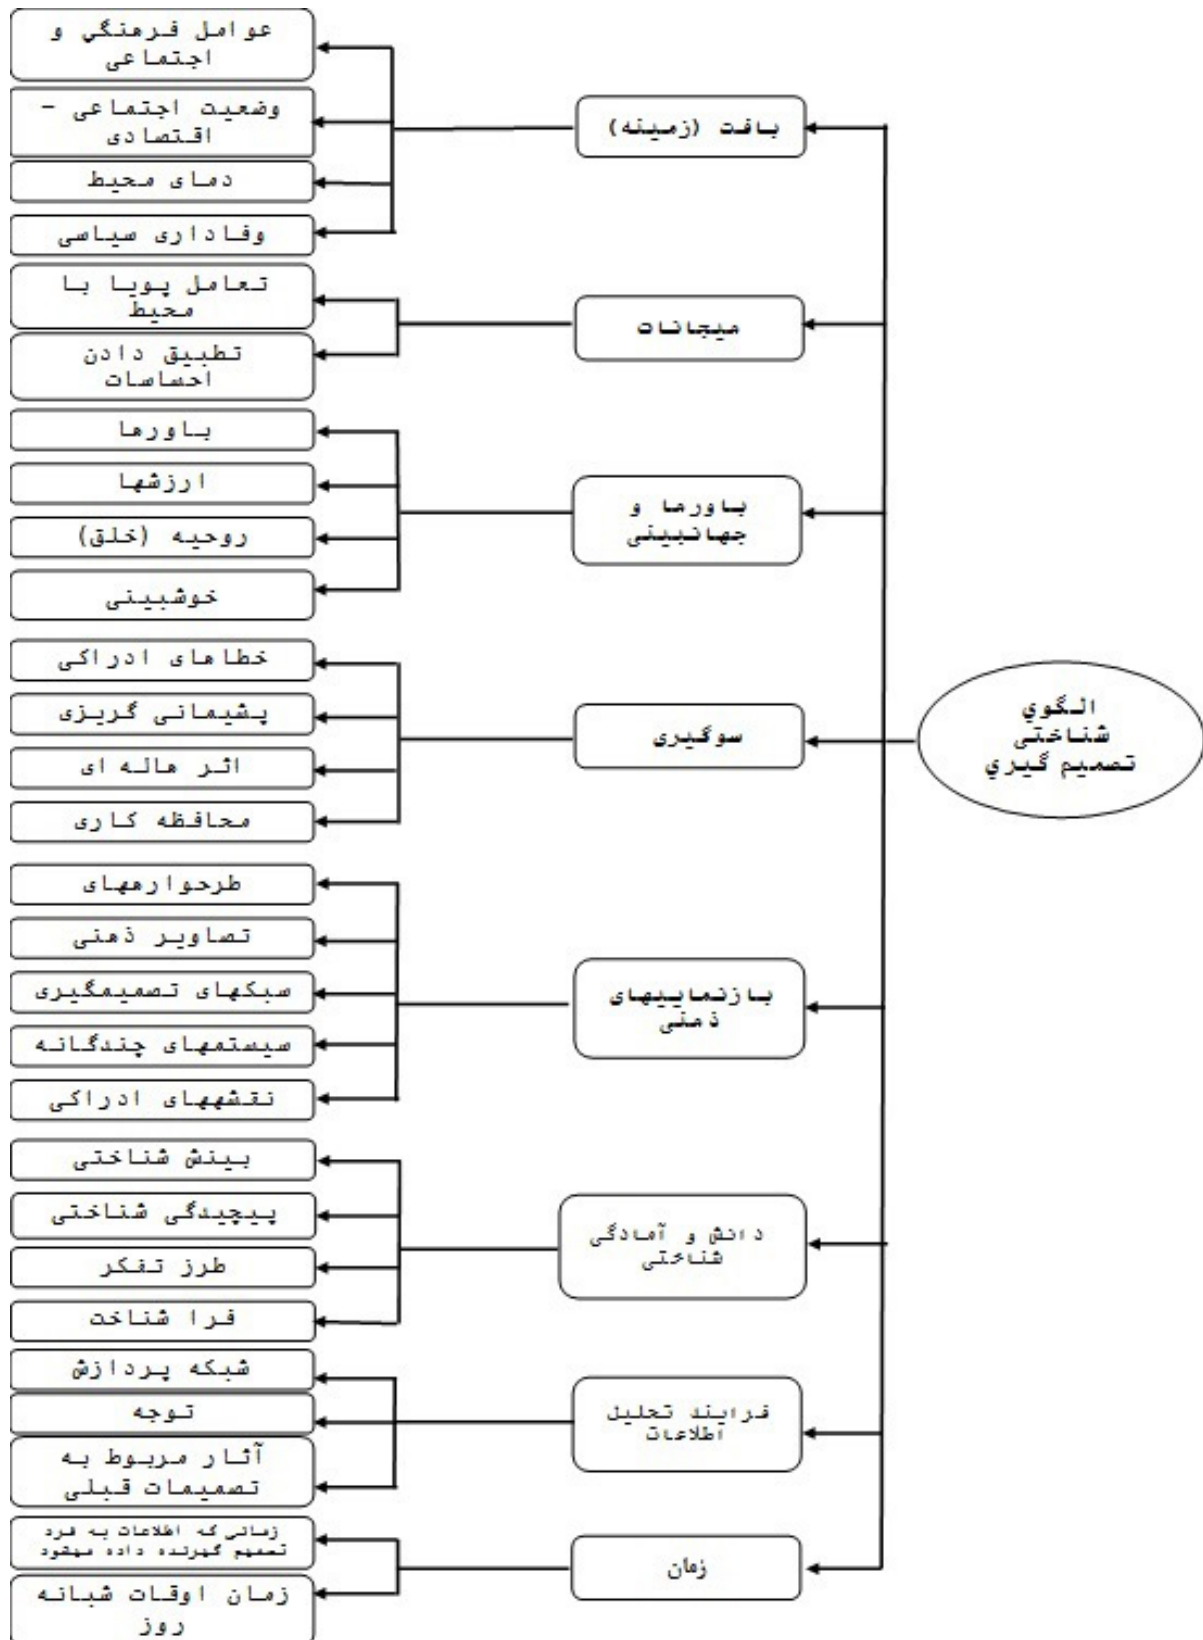 الگوي
شناختی
تصمیم گيري
بافت (زمینه)
عوامل فرهنگي و
اجتماعی
وضعیت اجتماعی –
اقتصادی
دمای محیط
وفاداری سیاسی
هیجانات
تعامل پویا با
محیط
تطبیق دادن
احساسات
باورها و
جهانبینی
باورها
ارزشها
روحیه (خلق)
خوشبینی
سوگیری
خطاهای ادراکی
پشیمانی گریزی
اثر هاله ای
محافظه کاری
بازنماییهای
ذهنی
طرحوارههای
تصاویر ذهنی
سبکهای تصمیمگیری
سیستمهای چندگانه
نقشههای ادراکی
دانش و آمادگی
شناختی
بینش شناختی
پیچیدگی شناختی
طرز تفکر
فرا شناخت
فرایند تحلیل
اطلاعات
شبکه پردازش
توجه
آثار مربوط به
تصمیمات قبلی
زمان
زمانی که اطلاعات به فرد
تصمیم گیرنده داده میشود
زمان اوقات شبانه
روز